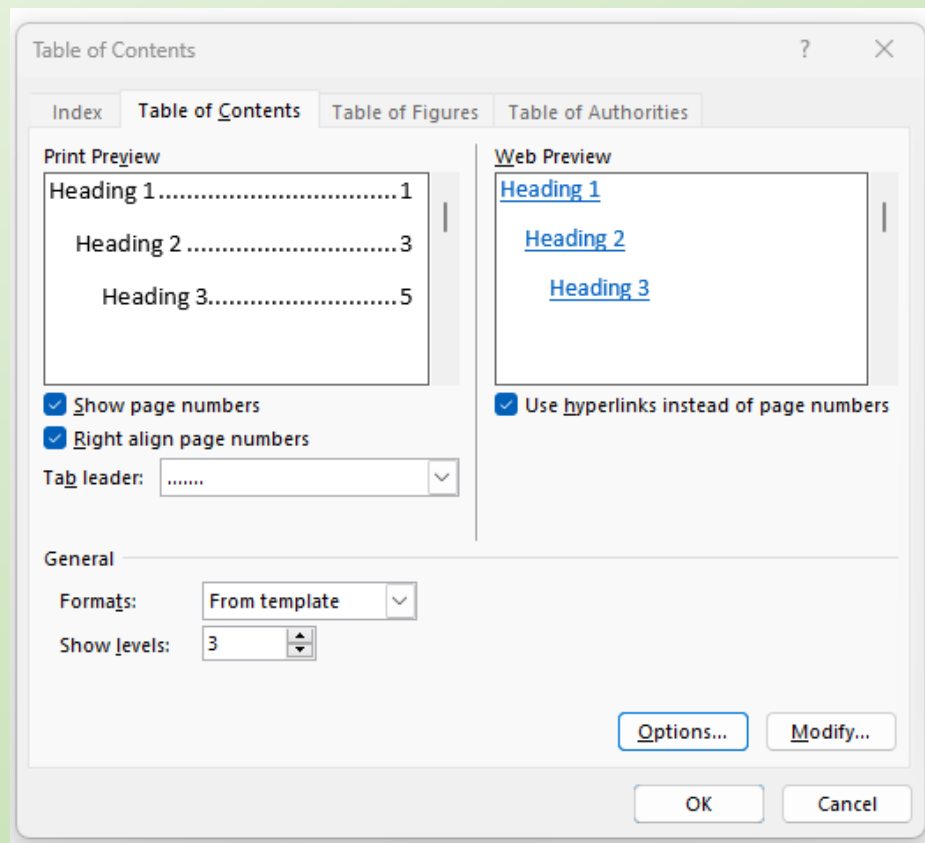 Table of Contents ?
Index Table of Contents Table of Figures Table of Authorities
Print Preview
Heading 1.................................1
Heading 2.............................3
Heading 3..........................5
Show page numbers
Right align page numbers
Tab leader: .......
Web Preview
Heading 1
Heading 2
Heading 3
Use hyperlinks instead of page numbers
General
Formats: From template
Show levels: 3
Options... Modify...
OK Cancel